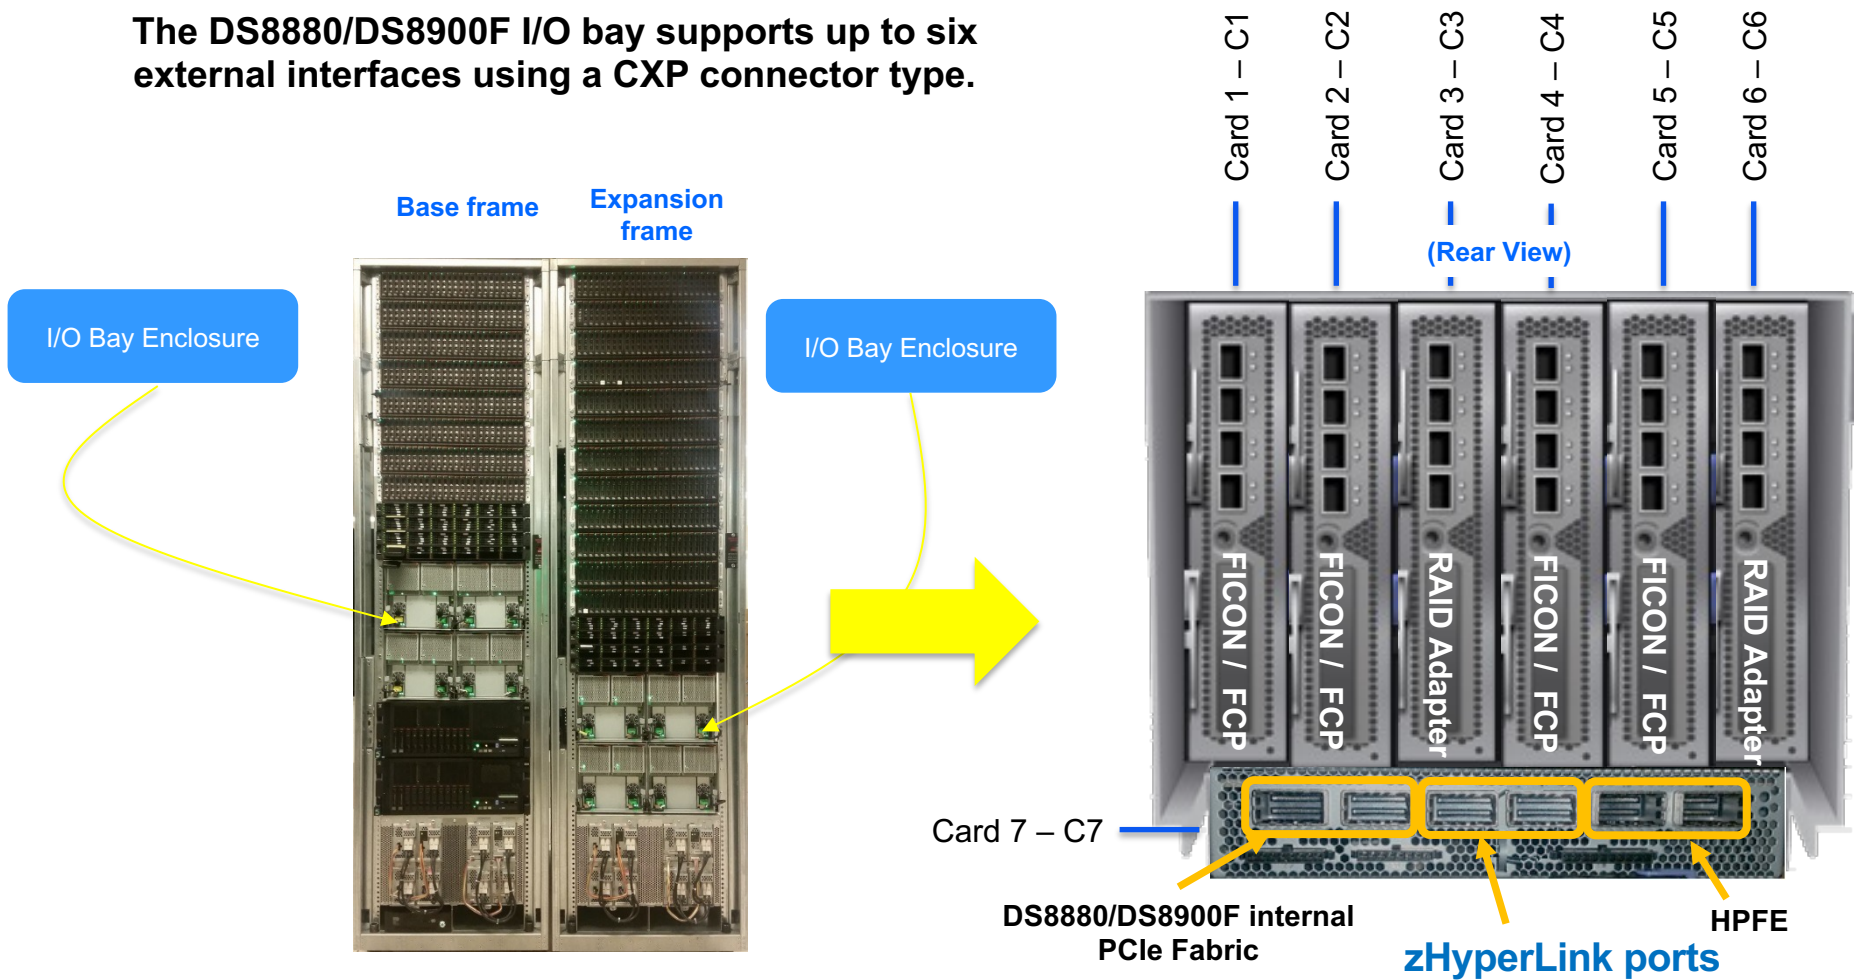 The DS8880/DS8900F I/O bay supports up to six
external interfaces using a CXP connector type.
Base frame
Expansion
frame
I/O Bay Enclosure
I/O Bay Enclosure
Card 1 – C1
Card 2 – C2
Card 3 – C3
Card 4 – C4
Card 5 – C5
Card 6 – C6
(Rear View)
FICON / FCP
FICON / FCP
RAID Adapter
FICON / FCP
FICON / FCP
RAID Adapter
Card 7 – C7
DS8880/DS8900F internal
PCIe Fabric
zHyperLink ports
HPFE